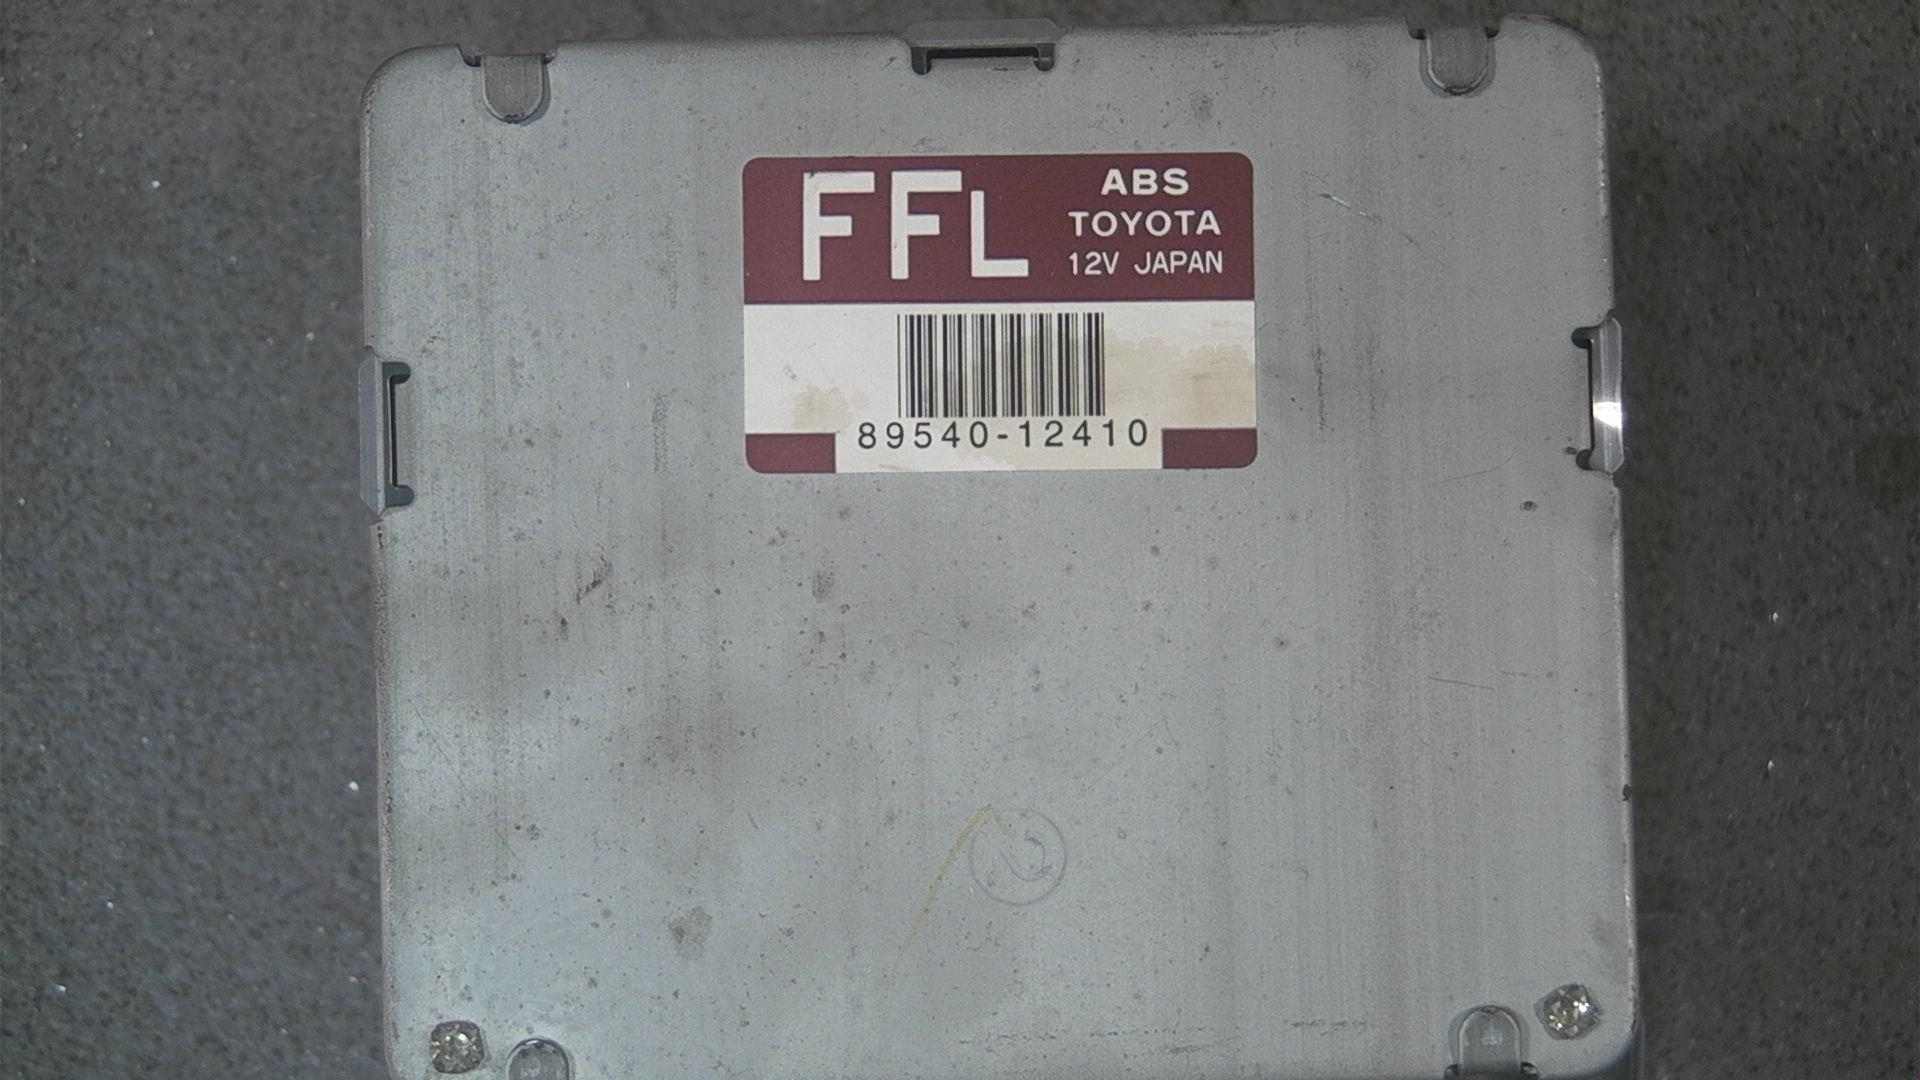 FFL
ABS
TOYOTA
12V JAPAN
89540-12410